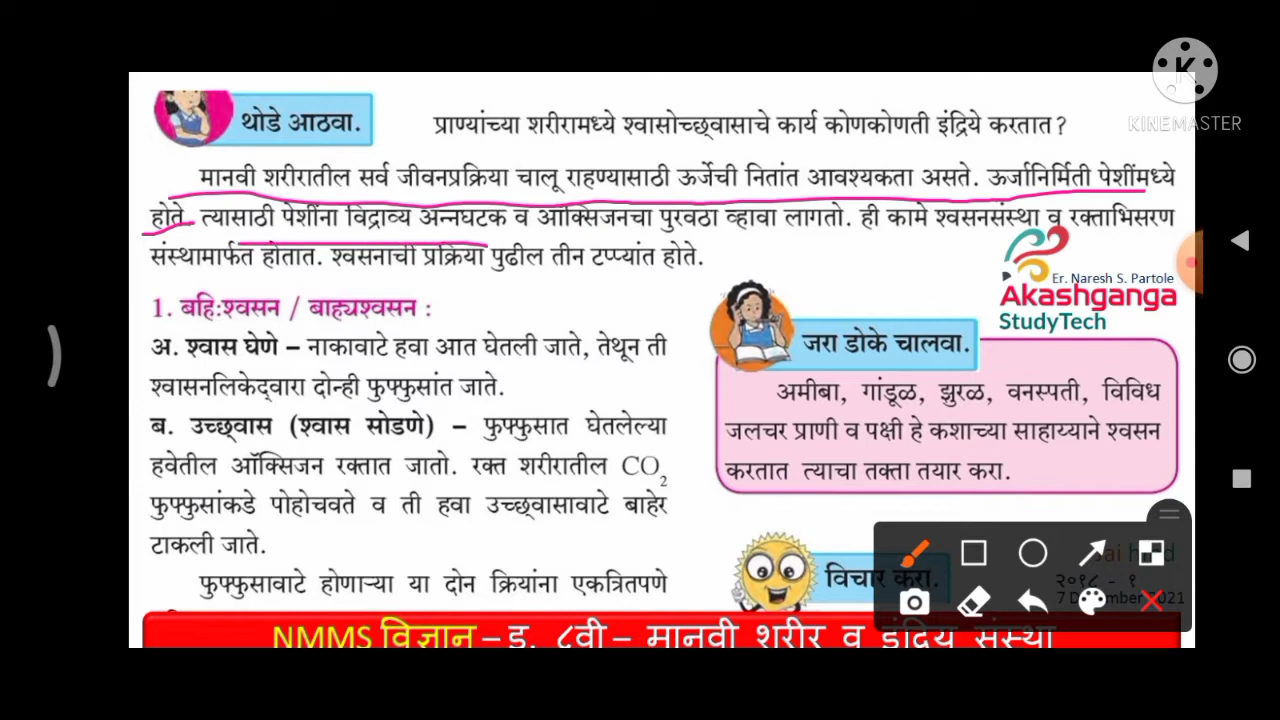 KINEMASTER
थोडे आठवा.
प्राण्यांच्या शरीरामध्ये श्वासोच्छ्वासाचे कार्य कोणकोणती इंद्रिये करतात?
मानवी शरीरातील सर्व जीवनप्रक्रिया चालू राहण्यासाठी ऊर्जेची नितांत आवश्यकता असते. ऊर्जानिर्मिती पेशींमध्ये
होते. त्यासाठी पेशींना विद्राव्य अन्नघटक व ऑक्सिजनचा पुरवठा व्हावा लागतो. ही कामे श्वसनसंस्था व रक्ताभिसरण
संस्थामार्फत होतात. श्वसनाची प्रक्रिया पुढील तीन टप्प्यांत होते.
Er. Naresh S. Partole
Akashganga
StudyTech
1. बहिःश्वसन / बाह्यश्वसन :
अ. श्वास घेणे – नाकावाटे हवा आत घेतली जाते, तेथून ती
श्वासनलिकेद्‌वारा दोन्ही फुफ्फुसांत जाते.
ब. उच्छ्वास (श्वास सोडणे) – फुफ्फुसात घेतलेल्या
हवेतील ऑक्सिजन रक्तात जातो. रक्त शरीरातील CO₂
फुफ्फुसांकडे पोहोचवते व ती हवा उच्छ्वासावाटे बाहेर
टाकली जाते.
फुफ्फुसावाटे होणाऱ्या या दोन क्रियांना एकत्रितपणे
जरा डोके चालवा.
अमीबा, गांडूळ, झुरळ, वनस्पती, विविध
जलचर प्राणी व पक्षी हे कशाच्या साहाय्याने श्वसन
करतात त्याचा तक्ता तयार करा.
विचार करा.
२०१८ - १
NMMS विज्ञान – इ. ८वी – मानवी शरीर व इंद्रिय संस्था